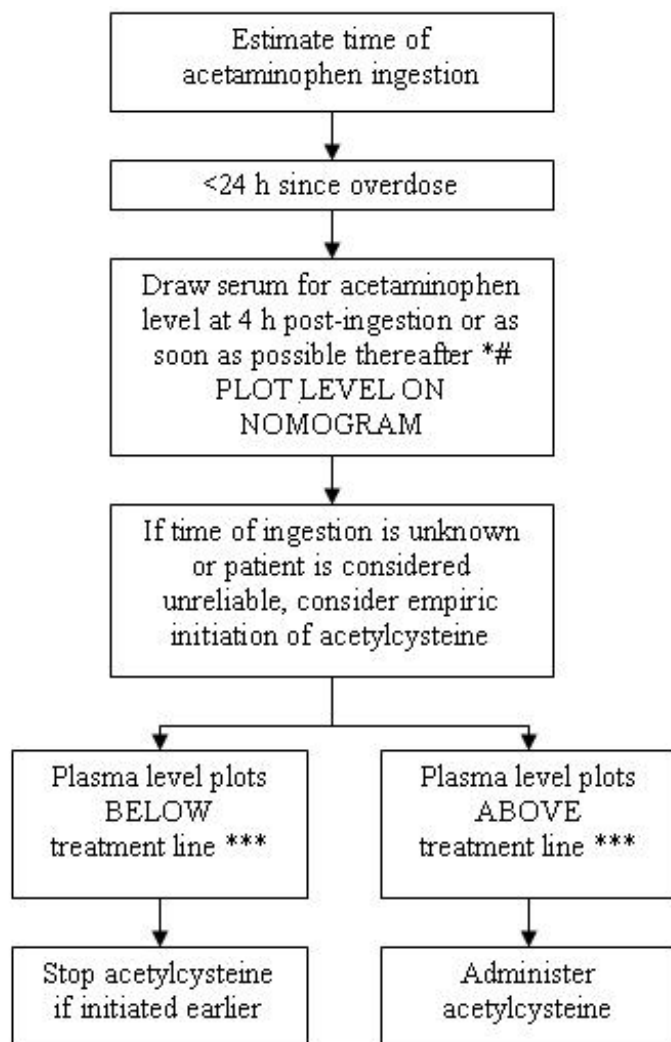 Estimate time of
acetaminophen ingestion
<24 h since overdose
Draw serum for acetaminophen
level at 4 h post-ingestion or as
soon as possible thereafter *#
PLOT LEVEL ON
NOMOGRAM
If time of ingestion is unknown
or patient is considered
unreliable, consider empiric
initiation of acetylcysteine
Plasma level plots
BELOW
treatment line ***
Plasma level plots
ABOVE
treatment line ***
Stop acetylcysteine
if initiated earlier
Administer
acetylcysteine